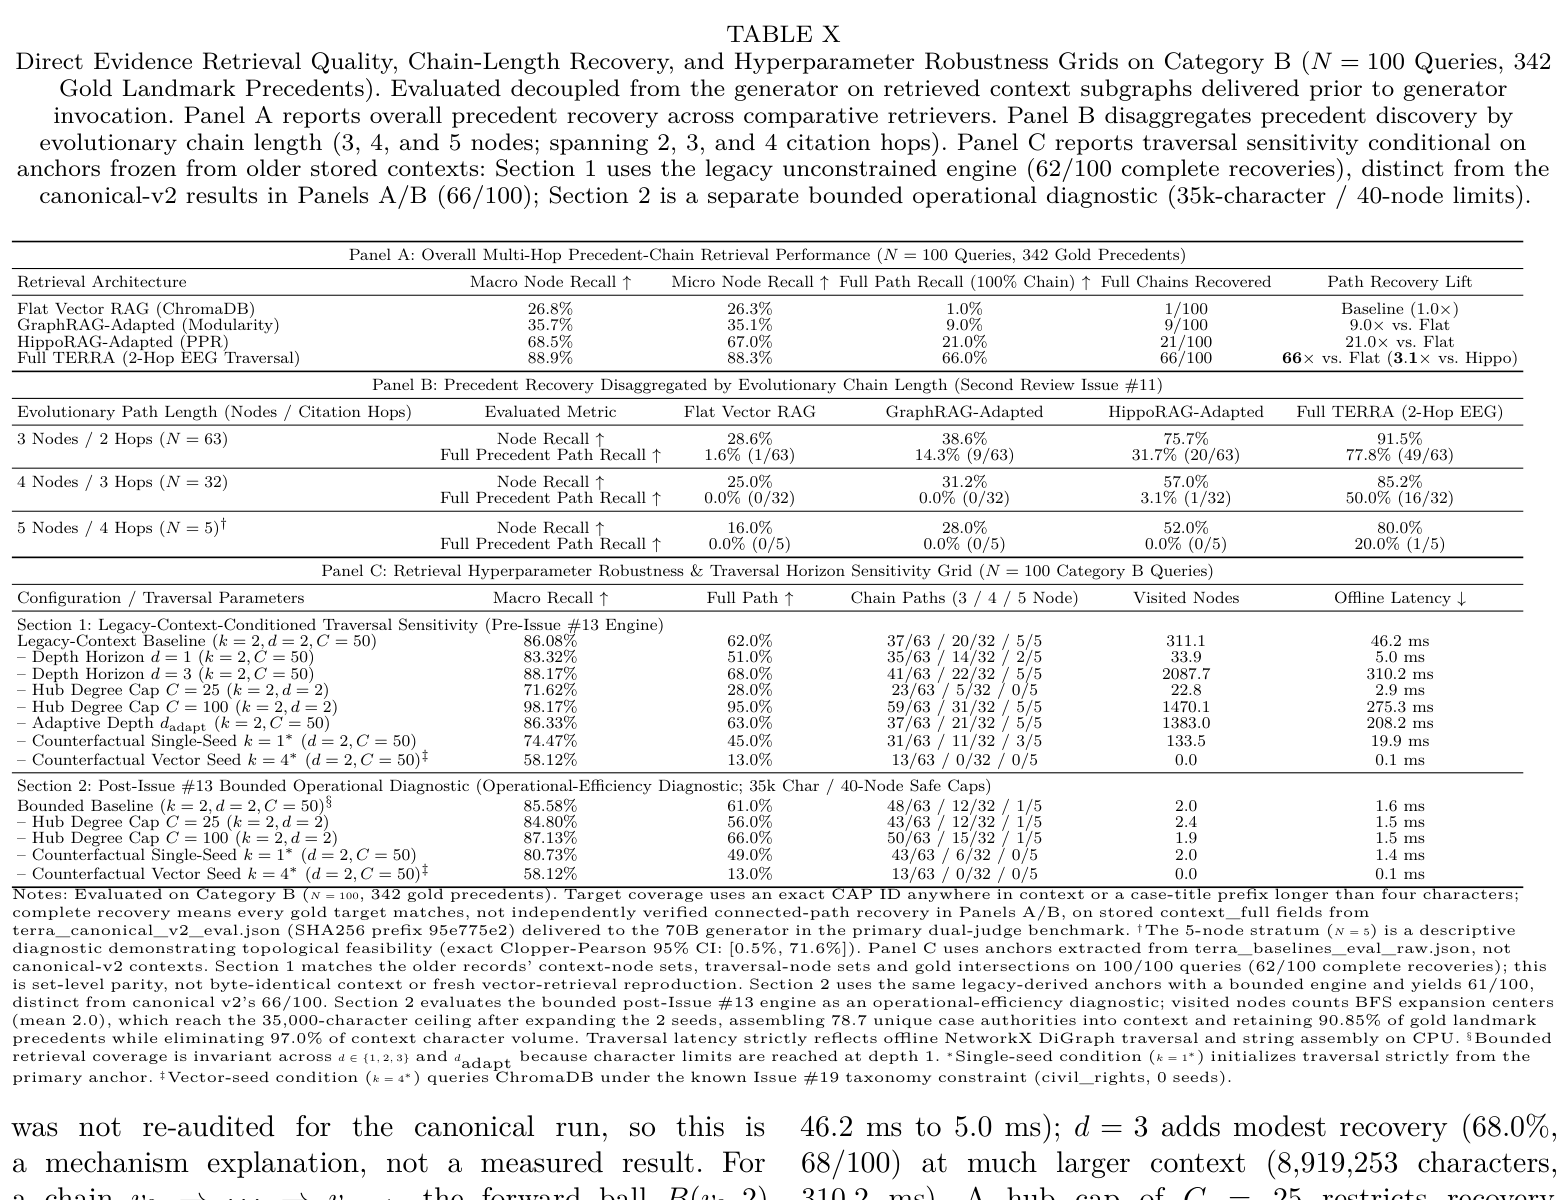 TABLE X
Direct Evidence Retrieval Quality, Chain-Length Recovery, and Hyperparameter Robustness Grids on Category B (N = 100 Queries, 342
Gold Landmark Precedents). Evaluated decoupled from the generator on retrieved context subgraphs delivered prior to generator
invocation. Panel A reports overall precedent recovery across comparative retrievers. Panel B disaggregates precedent discovery by
evolutionary chain length (3, 4, and 5 nodes; spanning 2, 3, and 4 citation hops). Panel C reports traversal sensitivity conditional on
anchors frozen from older stored contexts: Section 1 uses the legacy unconstrained engine (62/100 complete recoveries), distinct from the
canonical-v2 results in Panels A/B (66/100); Section 2 is a separate bounded operational diagnostic (35k-character / 40-node limits).
Panel A: Overall Multi-Hop Precedent-Chain Retrieval Performance (N = 100 Queries, 342 Gold Precedents)
Retrieval Architecture Macro Node Recall ↑ Micro Node Recall ↑ Full Path Recall (100% Chain) ↑ Full Chains Recovered Path Recovery Lift
Flat Vector RAG (ChromaDB) 26.8% 26.3% 1.0% 1/100 Baseline (1.0×)
GraphRAG-Adapted (Modularity) 35.7% 35.1% 9.0% 9/100 9.0× vs. Flat
HippoRAG-Adapted (PPR) 68.5% 67.0% 21.0% 21/100 21.0× vs. Flat
Full TERRA (2-Hop EEG Traversal) 88.9% 88.3% 66.0% 66/100 66× vs. Flat (3.1× vs. Hippo)
Panel B: Precedent Recovery Disaggregated by Evolutionary Chain Length (Second Review Issue #11)
Evolutionary Path Length (Nodes / Citation Hops) Evaluated Metric Flat Vector RAG GraphRAG-Adapted HippoRAG-Adapted Full TERRA (2-Hop EEG)
3 Nodes / 2 Hops (N = 63) Node Recall ↑ 28.6% 38.6% 75.7% 91.5%
Full Precedent Path Recall ↑ 1.6% (1/63) 14.3% (9/63) 31.7% (20/63) 77.8% (49/63)
4 Nodes / 3 Hops (N = 32) Node Recall ↑ 25.0% 31.2% 57.0% 85.2%
Full Precedent Path Recall ↑ 0.0% (0/32) 0.0% (0/32) 3.1% (1/32) 50.0% (16/32)
5 Nodes / 4 Hops (N = 5)† Node Recall ↑ 16.0% 28.0% 52.0% 80.0%
Full Precedent Path Recall ↑ 0.0% (0/5) 0.0% (0/5) 0.0% (0/5) 20.0% (1/5)
Panel C: Retrieval Hyperparameter Robustness & Traversal Horizon Sensitivity Grid (N = 100 Category B Queries)
Configuration / Traversal Parameters Macro Recall ↑ Full Path ↑ Chain Paths (3 / 4 / 5 Node) Visited Nodes Offline Latency ↓
Section 1: Legacy-Context-Conditioned Traversal Sensitivity (Pre-Issue #13 Engine)
Legacy-Context Baseline (k = 2, d = 2, C = 50) 86.08% 62.0% 37/63 / 20/32 / 5/5 311.1 46.2 ms
– Depth Horizon d = 1 (k = 2, C = 50) 83.32% 51.0% 35/63 / 14/32 / 2/5 33.9 5.0 ms
– Depth Horizon d = 3 (k = 2, C = 50) 88.17% 68.0% 41/63 / 22/32 / 5/5 2087.7 310.2 ms
– Hub Degree Cap C = 25 (k = 2, d = 2) 71.62% 28.0% 23/63 / 5/32 / 0/5 22.8 2.9 ms
– Hub Degree Cap C = 100 (k = 2, d = 2) 98.17% 95.0% 59/63 / 31/32 / 5/5 1470.1 275.3 ms
– Adaptive Depth dadapt (k = 2, C = 50) 86.33% 63.0% 37/63 / 21/32 / 5/5 1383.0 208.2 ms
– Counterfactual Single-Seed k = 1* (d = 2, C = 50) 74.47% 45.0% 31/63 / 11/32 / 3/5 133.5 19.9 ms
– Counterfactual Vector Seed k = 4* (d = 2, C = 50)‡ 58.12% 13.0% 13/63 / 0/32 / 0/5 0.0 0.1 ms
Section 2: Post-Issue #13 Bounded Operational Diagnostic (Operational-Efficiency Diagnostic; 35k Char / 40-Node Safe Caps)
Bounded Baseline (k = 2, d = 2, C = 50)§ 85.58% 61.0% 48/63 / 12/32 / 1/5 2.0 1.6 ms
– Hub Degree Cap C = 25 (k = 2, d = 2) 84.80% 56.0% 43/63 / 12/32 / 1/5 2.4 1.5 ms
– Hub Degree Cap C = 100 (k = 2, d = 2) 87.13% 66.0% 50/63 / 15/32 / 1/5 1.9 1.5 ms
– Counterfactual Single-Seed k = 1* (d = 2, C = 50) 80.73% 49.0% 43/63 / 6/32 / 0/5 2.0 1.4 ms
– Counterfactual Vector Seed k = 4* (d = 2, C = 50)‡ 58.12% 13.0% 13/63 / 0/32 / 0/5 0.0 0.1 ms
Notes: Evaluated on Category B (N = 100, 342 gold precedents). Target coverage uses an exact CAP ID anywhere in context or a case-title prefix longer than four characters;
complete recovery means every gold target matches, not independently verified connected-path recovery in Panels A/B, on stored context_full fields from
terra_canonical_v2_eval.json (SHA256 prefix 95e775e2) delivered to the 70B generator in the primary dual-judge benchmark. †The 5-node stratum (N = 5) is a descriptive
diagnostic demonstrating topological feasibility (exact Clopper-Pearson 95% CI: [0.5%, 71.6%]). Panel C uses anchors extracted from terra_baselines_eval_raw.json, not
canonical-v2 contexts. Section 1 matches the older records’ context-node sets, traversal-node sets and gold intersections on 100/100 queries (62/100 complete recoveries); this
is set-level parity, not byte-identical context or fresh vector-retrieval reproduction. Section 2 uses the same legacy-derived anchors with a bounded engine and yields 61/100,
distinct from canonical v2’s 66/100. Section 2 evaluates the bounded post-Issue #13 engine as an operational-efficiency diagnostic; visited nodes counts BFS expansion centers
(mean 2.0), which reach the 35,000-character ceiling after expanding the 2 seeds, assembling 78.7 unique case authorities into context and retaining 90.85% of gold landmark
precedents while eliminating 97.0% of context character volume. Traversal latency strictly reflects offline NetworkX DiGraph traversal and string assembly on CPU. §Bounded
retrieval coverage is invariant across d ∈ {1, 2, 3} and dadapt because character limits are reached at depth 1. *Single-seed condition (k = 1*) initializes traversal strictly from the
primary anchor. ‡Vector-seed condition (k = 4*) queries ChromaDB under the known Issue #19 taxonomy constraint (civil_rights, 0 seeds).
was not re-audited for the canonical run, so this is
a mechanism explanation, not a measured result. For
46.2 ms to 5.0 ms); d = 3 adds modest recovery (68.0%,
68/100) at much larger context (8,919,253 characters,
310.2 ms). A hub cap of C = 25 restricts recovery